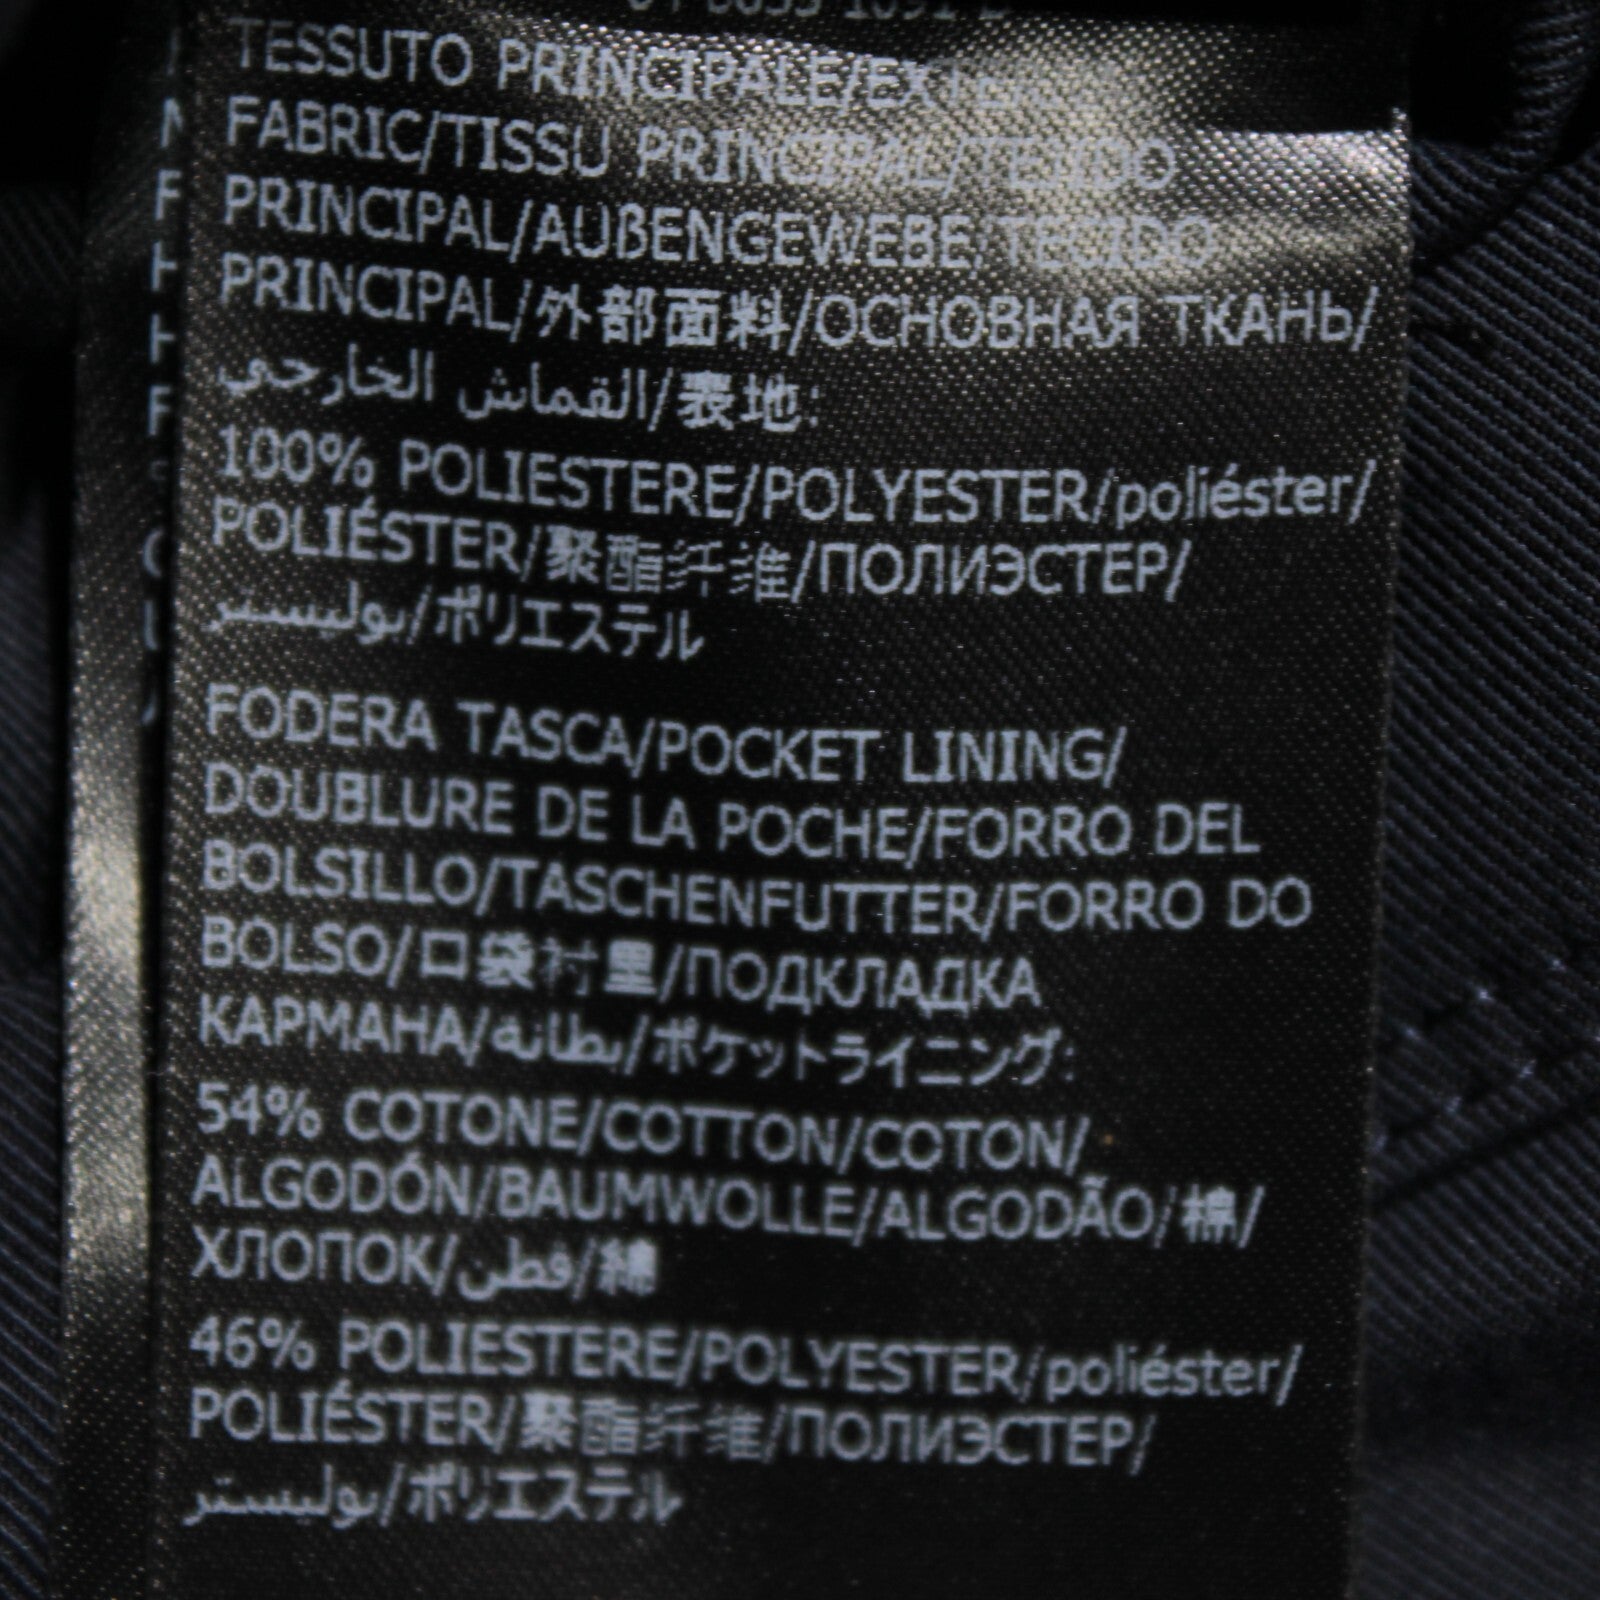 TESSUTO PRINCIPALE/
FABRIC/TISSU PRINCIPAL/TEJIDO
PRINCIPAL/AUßENGEWEBE/TECIDO
PRINCIPAL/外部面料/ОСНОВНАЯ ТКАНЬ/
القماش الخارجي/表地:
100% POLIESTERE/POLYESTER/poliéster/
POLIÉSTER/聚酯纤维/ПОЛИЭСТЕР/
بوليستر/ポリエステル
FODERA TASCA/POCKET LINING/
DOUBLURE DE LA POCHE/FORRO DEL
BOLSILLO/TASCHENFUTTER/FORRO DO
BOLSO/口袋衬里/ПОДКЛАДКА
КАРМАНА/بطانة/ポケットライニング:
54% COTONE/COTTON/COTON/
ALGODÓN/BAUMWOLLE/ALGODÃO/棉/
ХЛОПОК/قطن/綿
46% POLIESTERE/POLYESTER/poliéster/
POLIÉSTER/聚酯纤维/ПОЛИЭСТЕР/
بوليستر/ポリエステル